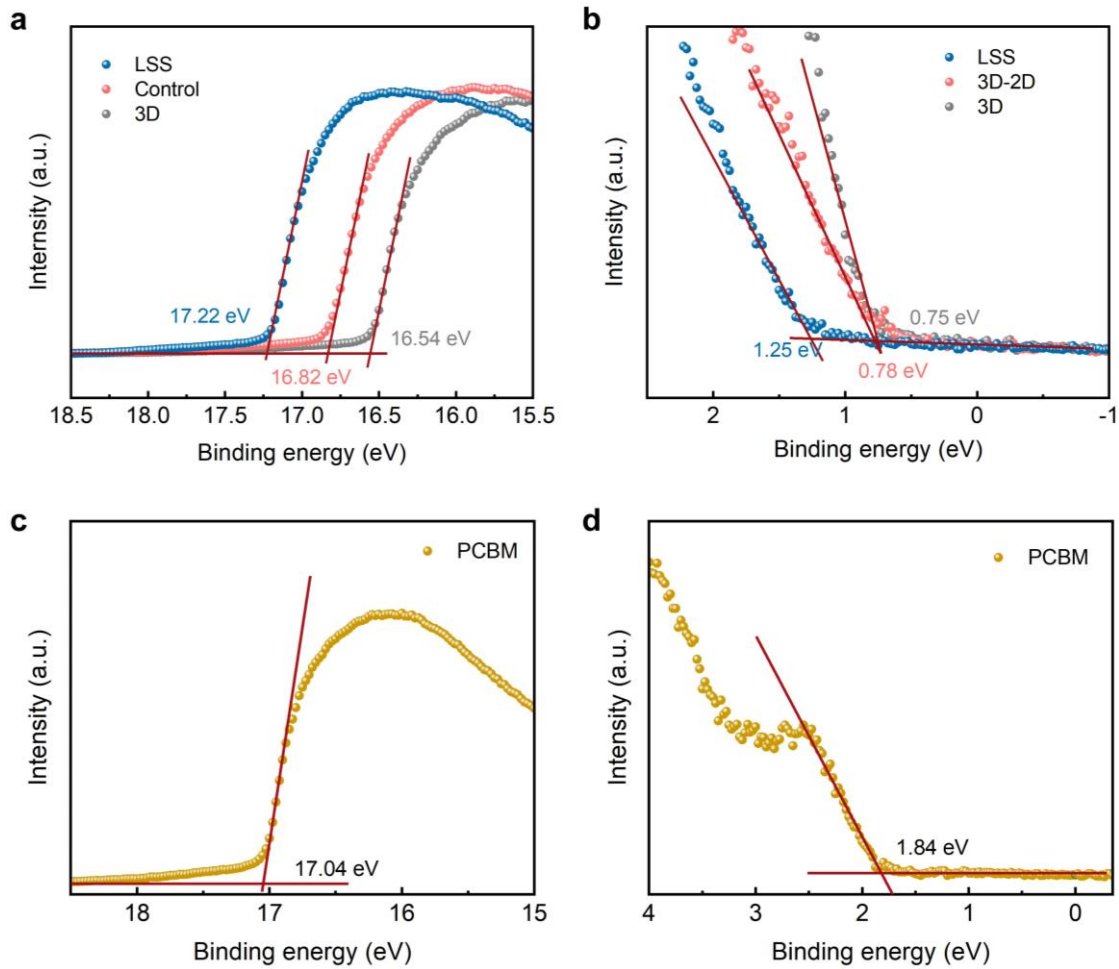 a
LSS
Control
3D
Internsity (a.u.)
17.22 eV
16.82 eV
16.54 eV
18.5 18.0 17.5 17.0 16.5 16.0 15.5
Binding energy (eV)
b
LSS
3D-2D
3D
Intensity (a.u.)
1.25 eV
0.75 eV
0.78 eV
2 1 0 -1
Binding energy (eV)
c
PCBM
Intensity (a.u.)
17.04 eV
18 17 16 15
Binding energy (eV)
d
PCBM
Intensity (a.u.)
1.84 eV
4 3 2 1 0
Binding energy (eV)